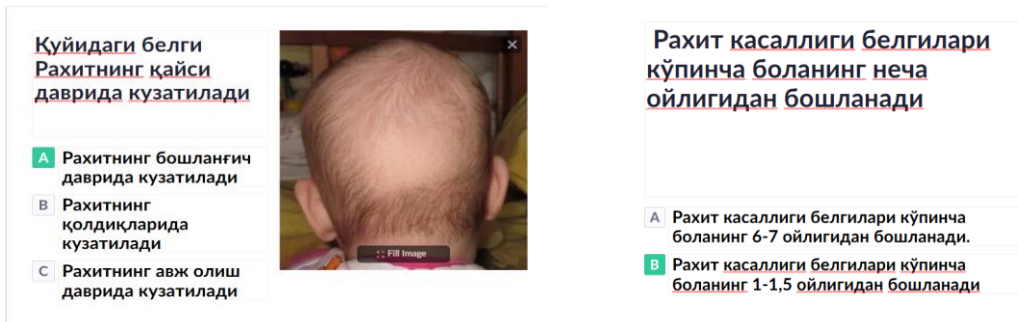 Қуйидаги белги
Рахитнинг қайси
даврида кузатилади
A Рахитнинг бошланғич
даврида кузатилади
B Рахитнинг
қолдиқларида
кузатилади
C Рахитнинг авж олиш
даврида кузатилади
Fill Image
Рахит касаллиги белгилари
кўпинча боланинг неча
ойлигидан бошланади
A Рахит касаллиги белгилари кўпинча
боланинг 6-7 ойлигидан бошланади.
B Рахит касаллиги белгилари кўпинча
боланинг 1-1,5 ойлигидан бошланади